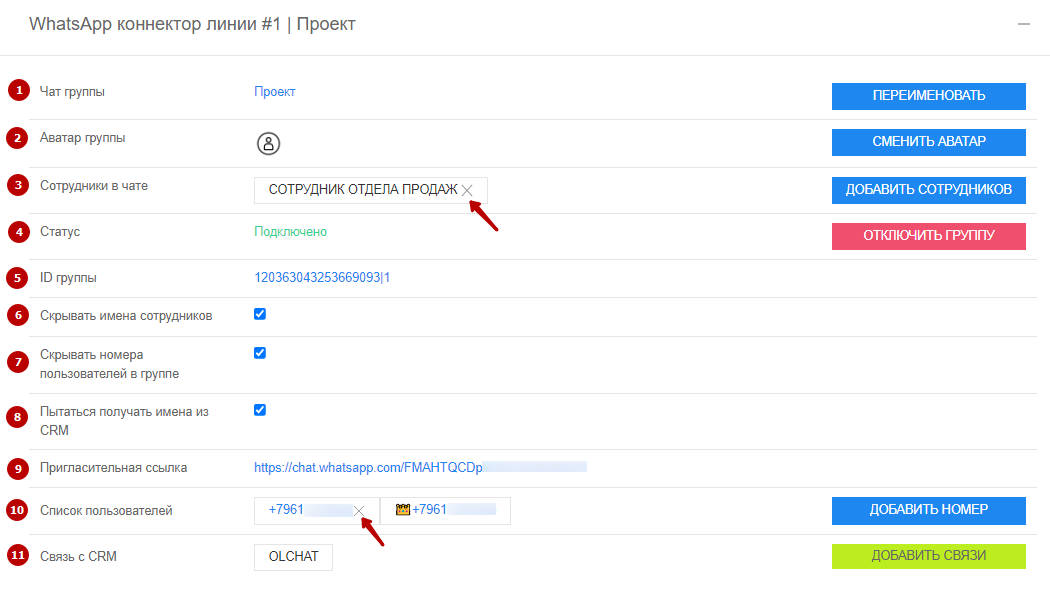 WhatsApp коннектор линии #1 | Проект
1 Чат группы Проект ПЕРЕИМЕНОВАТЬ
2 Аватар группы СМЕНИТЬ АВАТАР
3 Сотрудники в чате СОТРУДНИК ОТДЕЛА ПРОДАЖ ДОБАВИТЬ СОТРУДНИКОВ
4 Статус Подключено ОТКЛЮЧИТЬ ГРУППУ
5 ID группы 120363043253669093|1
6 Скрывать имена сотрудников
7 Скрывать номера
пользователей в группе
8 Пытаться получать имена из
CRM
9 Пригласительная ссылка https://chat.whatsapp.com/FMAHTQCDp
10 Список пользователей +7961 +7961 ДОБАВИТЬ НОМЕР
11 Связь с CRM OLCHAT ДОБАВИТЬ СВЯЗИ